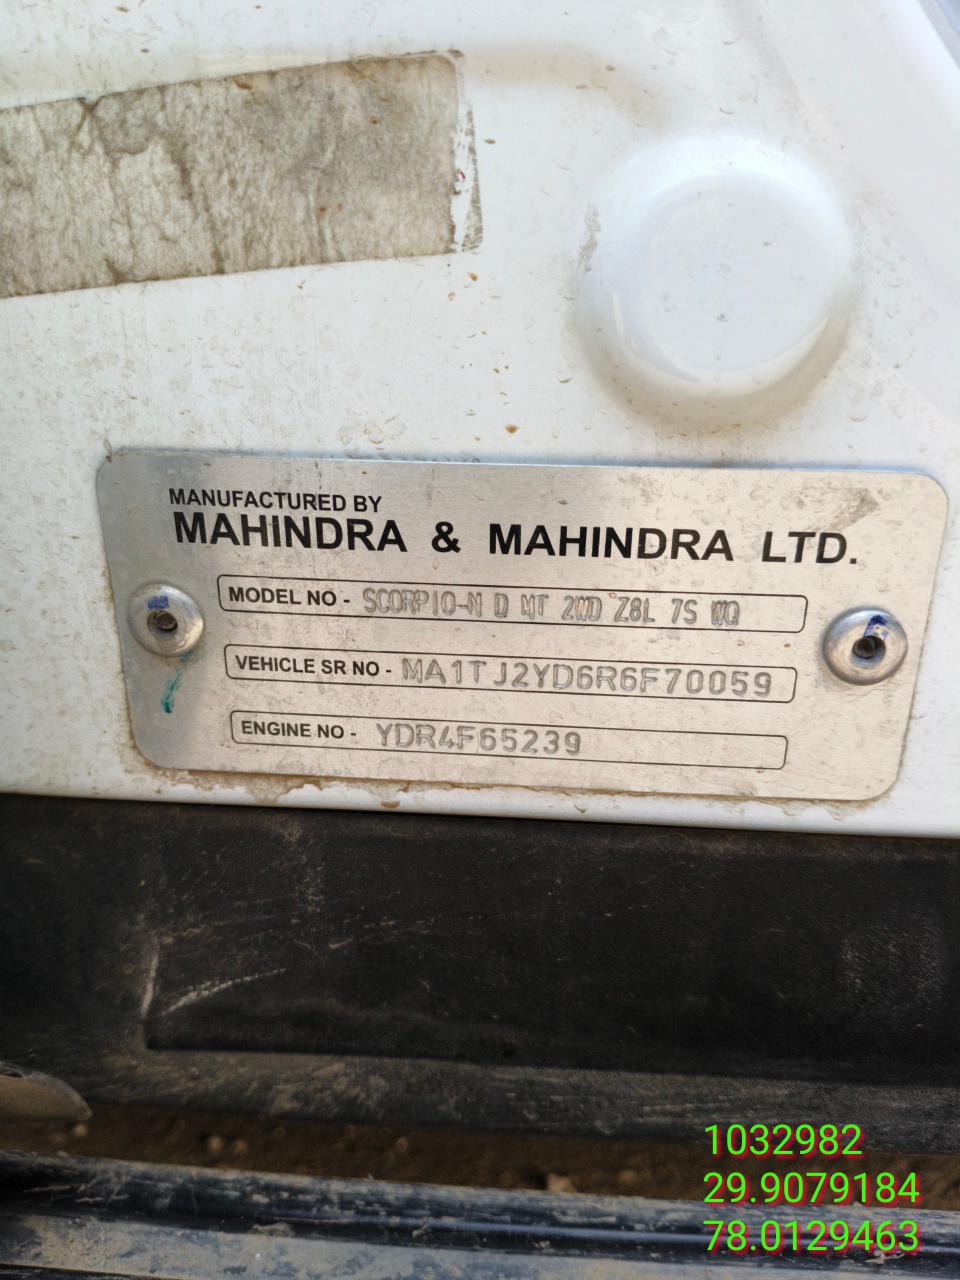 MANUFACTURED BY
MAHINDRA & MAHINDRA LTD.
MODEL NO - SCORPIO-N D MT 2WD Z8L 7S WQ
VEHICLE SR NO - MA1TJ2YD6R6F70059
ENGINE NO - YDR4F65239
1032982
29.9079184
78.0129463